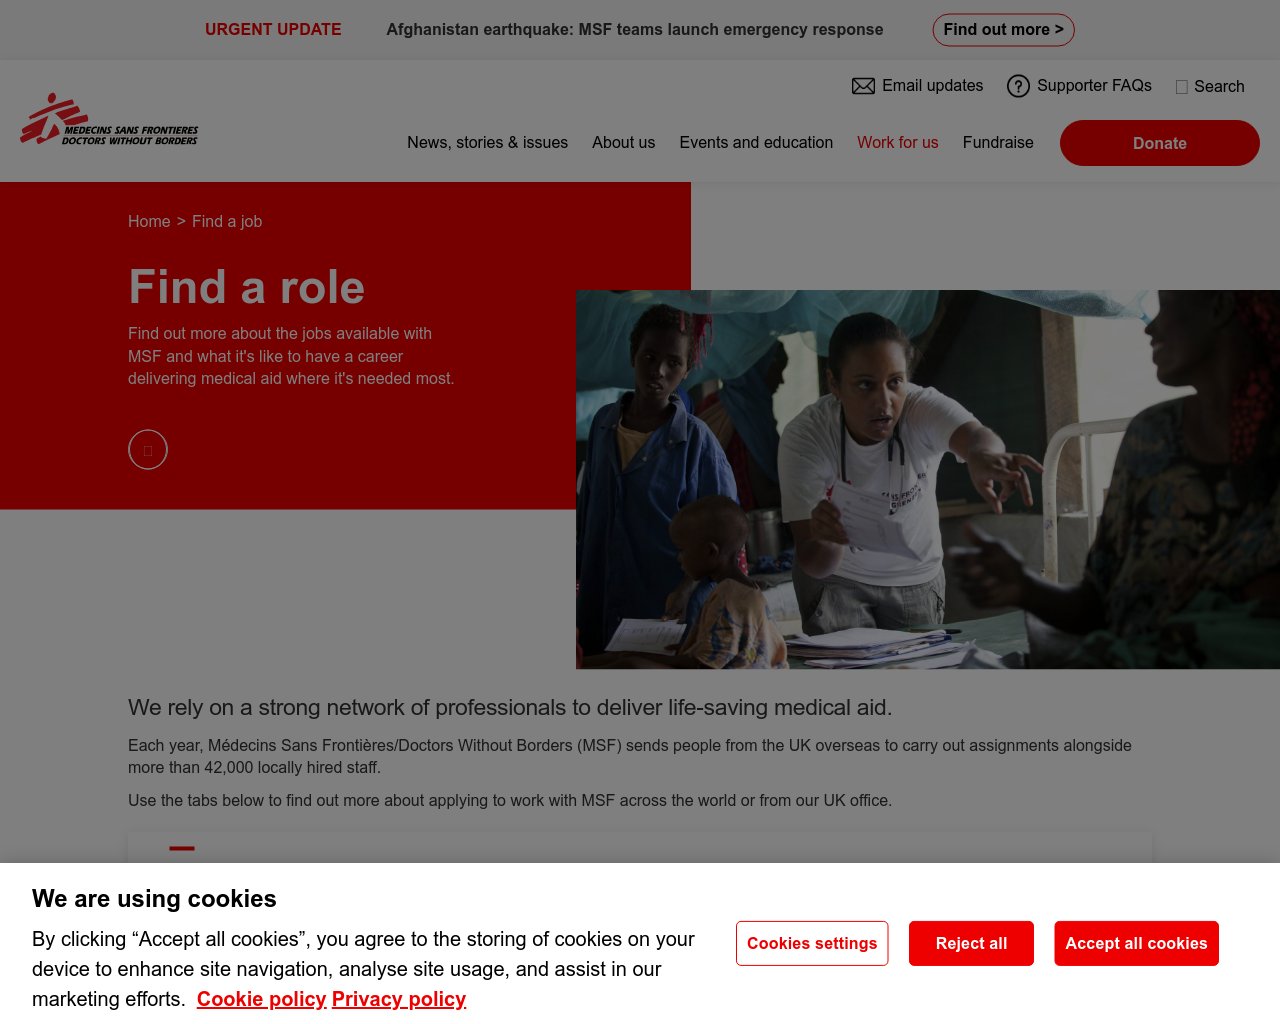 URGENT UPDATE Afghanistan earthquake: MSF teams launch emergency response Find out more >
Email updates Supporter FAQs Search
MEDECINS SANS FRONTIERES
DOCTORS WITHOUT BORDERS
News, stories & issues About us Events and education Work for us Fundraise Donate
Home > Find a job
Find a role
Find out more about the jobs available with
MSF and what it's like to have a career
delivering medical aid where it's needed most.
We rely on a strong network of professionals to deliver life-saving medical aid.
Each year, Médecins Sans Frontières/Doctors Without Borders (MSF) sends people from the UK overseas to carry out assignments alongside
more than 42,000 locally hired staff.
Use the tabs below to find out more about applying to work with MSF across the world or from our UK office.
We are using cookies
By clicking “Accept all cookies”, you agree to the storing of cookies on your
device to enhance site navigation, analyse site usage, and assist in our
marketing efforts. Cookie policy Privacy policy
Cookies settings Reject all Accept all cookies